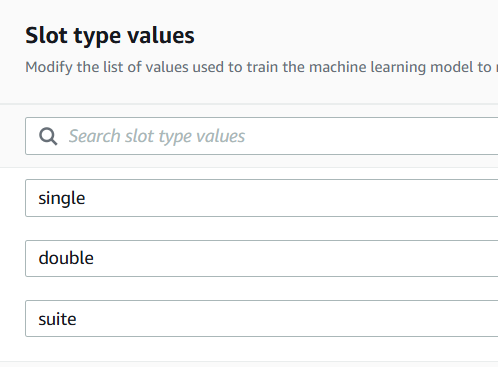 Slot type values
Modify the list of values used to train the machine learning model to
Search slot type values
single
double
suite